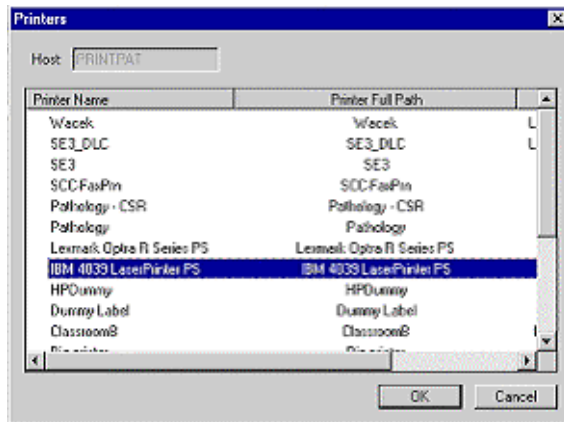 Printers
Host PRINTPAT
Printer Name Printer Full Path
Wacek Wacek L
SE3_DLC SE3_DLC L
SE3 SE3
SCC-FaxPrn SCC-FaxPrn
Pathology - CSR Pathology - CSR
Pathology Pathology
Lexmark Optra R Series PS Lexmark Optra R Series PS
IBM 4039 LaserPrinter PS IBM 4039 LaserPrinter PS
HPDummy HPDummy
Dummy Label Dummy Label
ClassroomB ClassroomB
OK Cancel